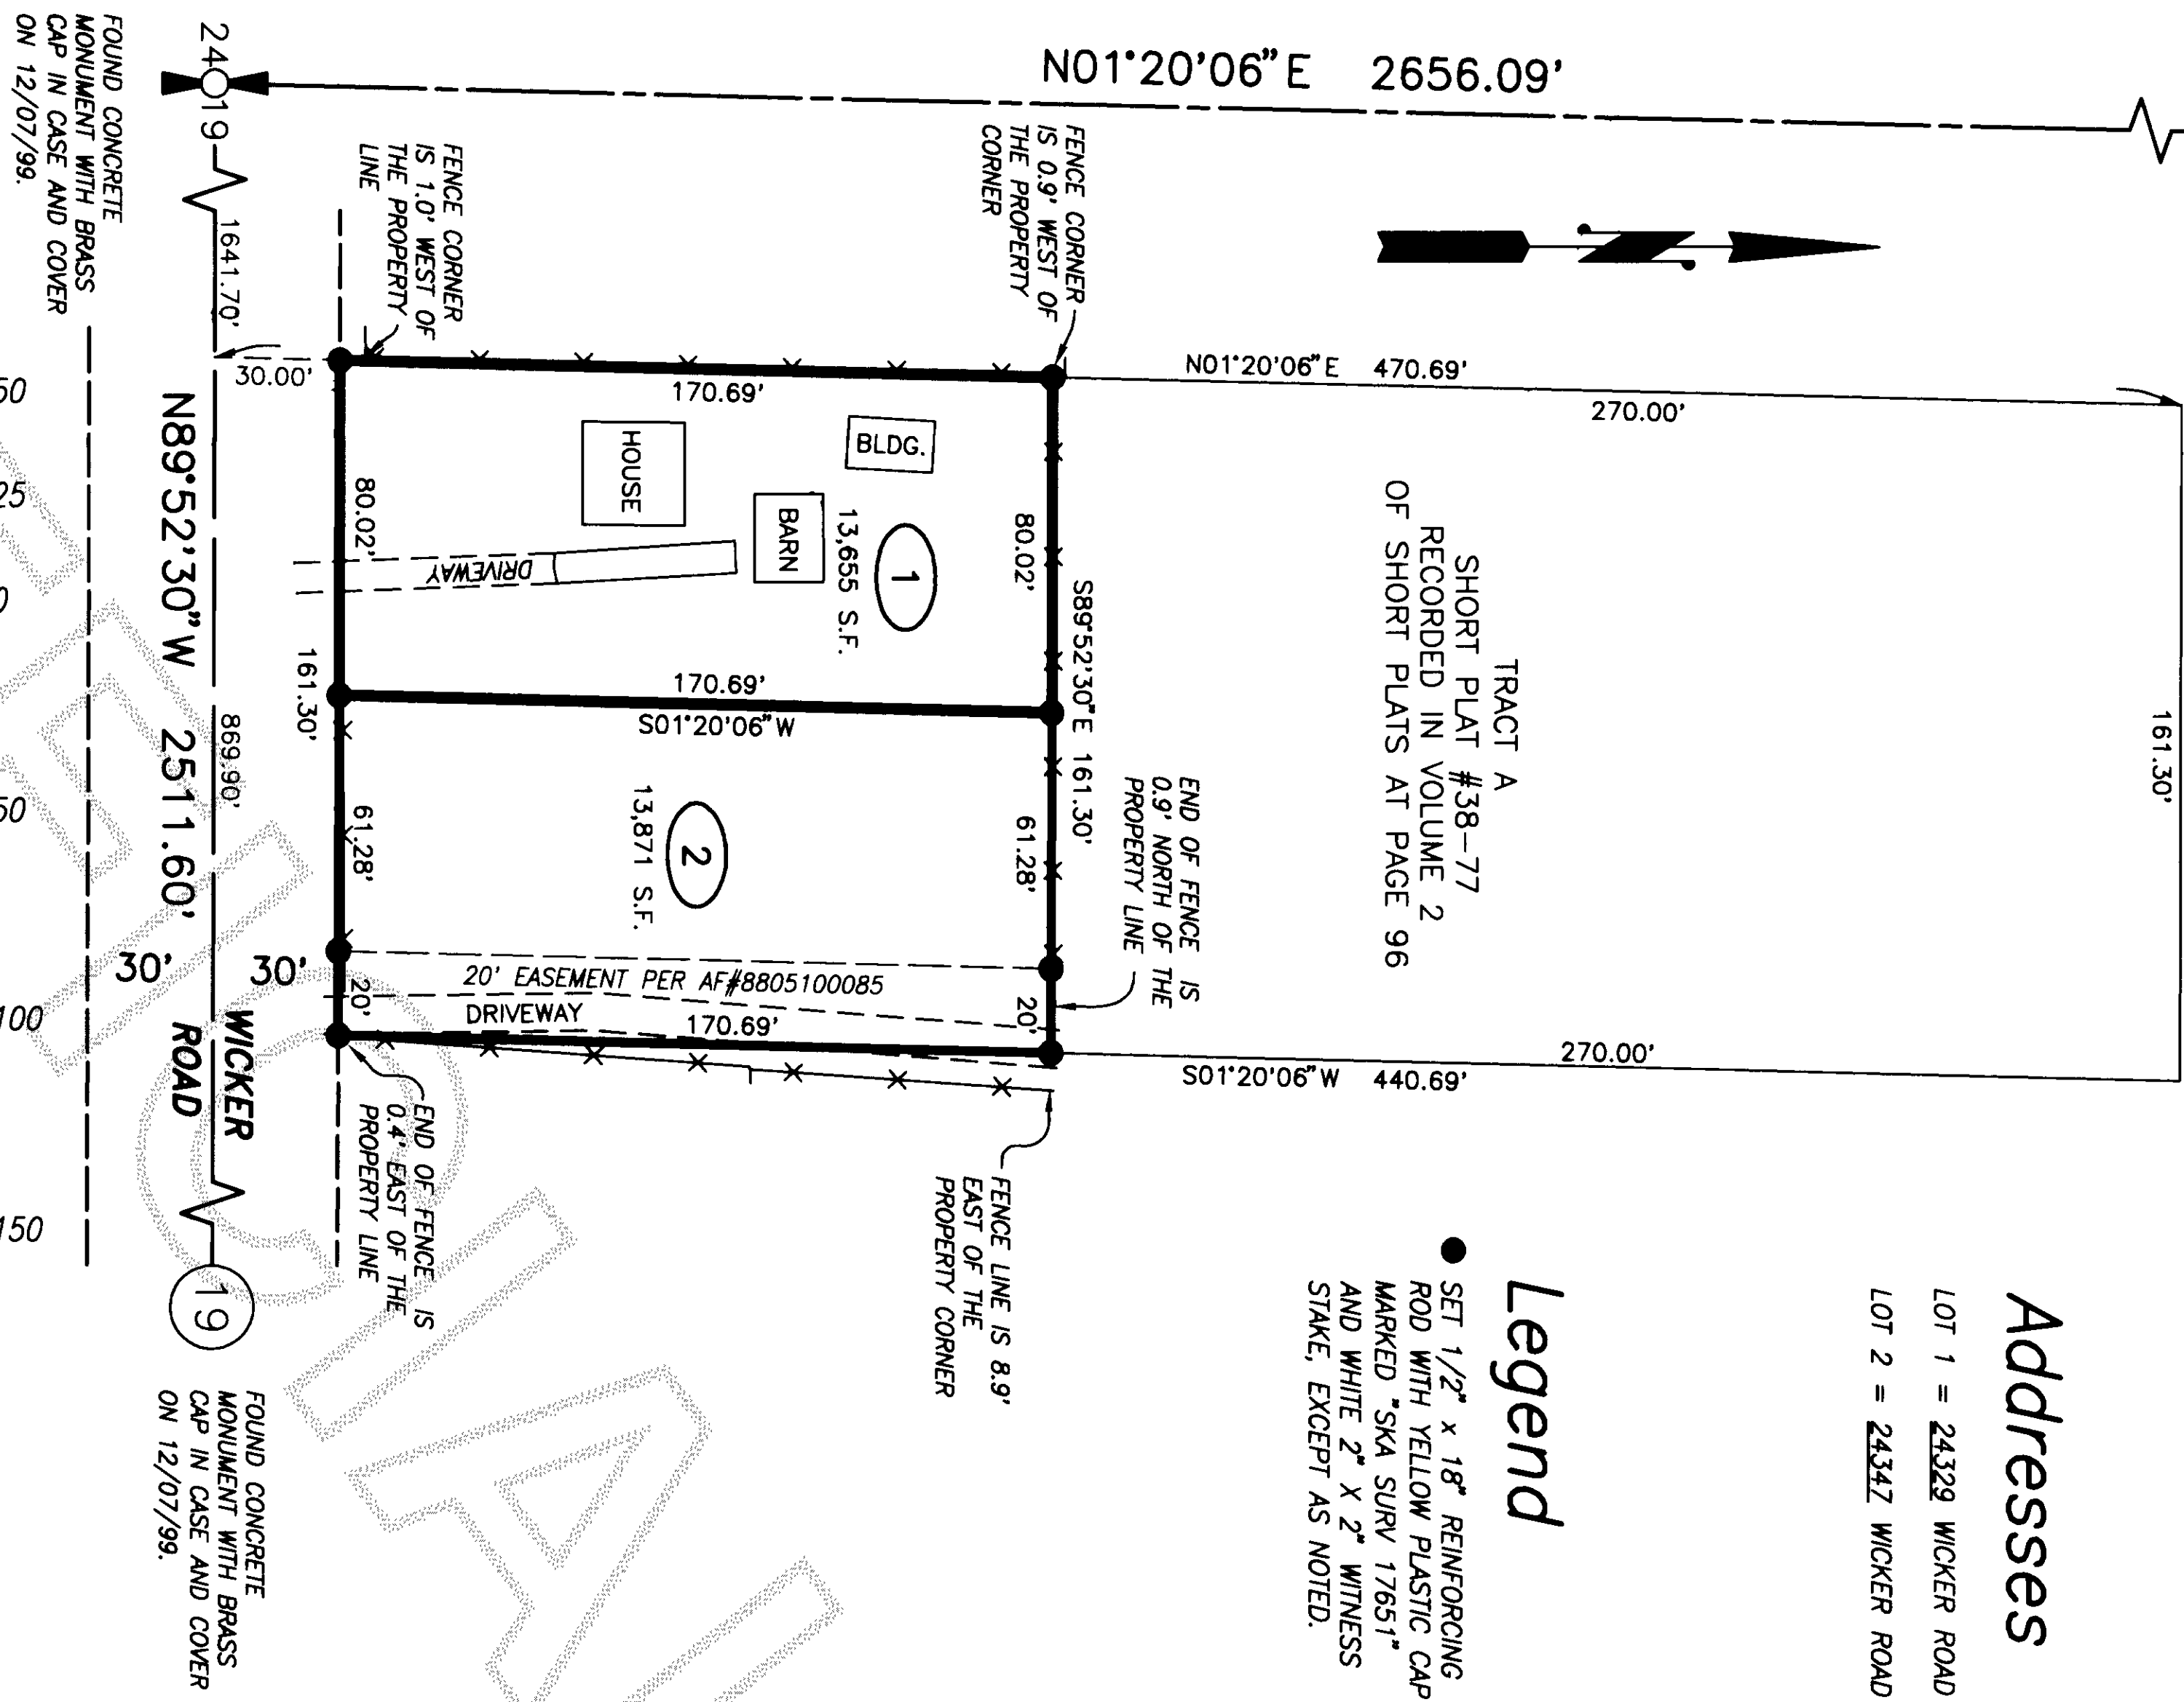 N01°20'06"E 2656.09'
24
19
FOUND CONCRETE
MONUMENT WITH BRASS
CAP IN CASE AND COVER
ON 12/07/99.
1641.70'
30.00'
FENCE CORNER
IS 1.0' WEST OF
THE PROPERTY
LINE
FENCE CORNER
IS 0.9' WEST OF
THE PROPERTY
CORNER
N01°20'06"E 470.69'
270.00'
170.69'
BLDG.
HOUSE
BARN
DRIVEWAY
1
13,655 S.F.
80.02'
80.02'
S89°52'30"E 161.30'
161.30'
170.69'
S01°20'06"W
2
13,871 S.F.
61.28'
61.28'
20' EASEMENT PER AF#8805100085
DRIVEWAY
170.69'
20'
20'
TRACT A
SHORT PLAT #38-77
RECORDED IN VOLUME 2
OF SHORT PLATS AT PAGE 96
161.30'
END OF FENCE IS
0.9' NORTH OF THE
PROPERTY LINE
270.00'
S01°20'06"W 440.69'
FENCE LINE IS 8.9'
EAST OF THE
PROPERTY CORNER
END OF FENCE IS
0.4' EAST OF THE
PROPERTY LINE
869.90'
N89°52'30"W 2511.60'
30'
30'
WICKER
ROAD
19
FOUND CONCRETE
MONUMENT WITH BRASS
CAP IN CASE AND COVER
ON 12/07/99.
100
150
Addresses
LOT 1 = 24329 WICKER ROAD
LOT 2 = 24347 WICKER ROAD
Legend
SET 1/2" x 18" REINFORCING
ROD WITH YELLOW PLASTIC CAP
MARKED "SKA SURV 17651"
AND WHITE 2" X 2" WITNESS
STAKE, EXCEPT AS NOTED.